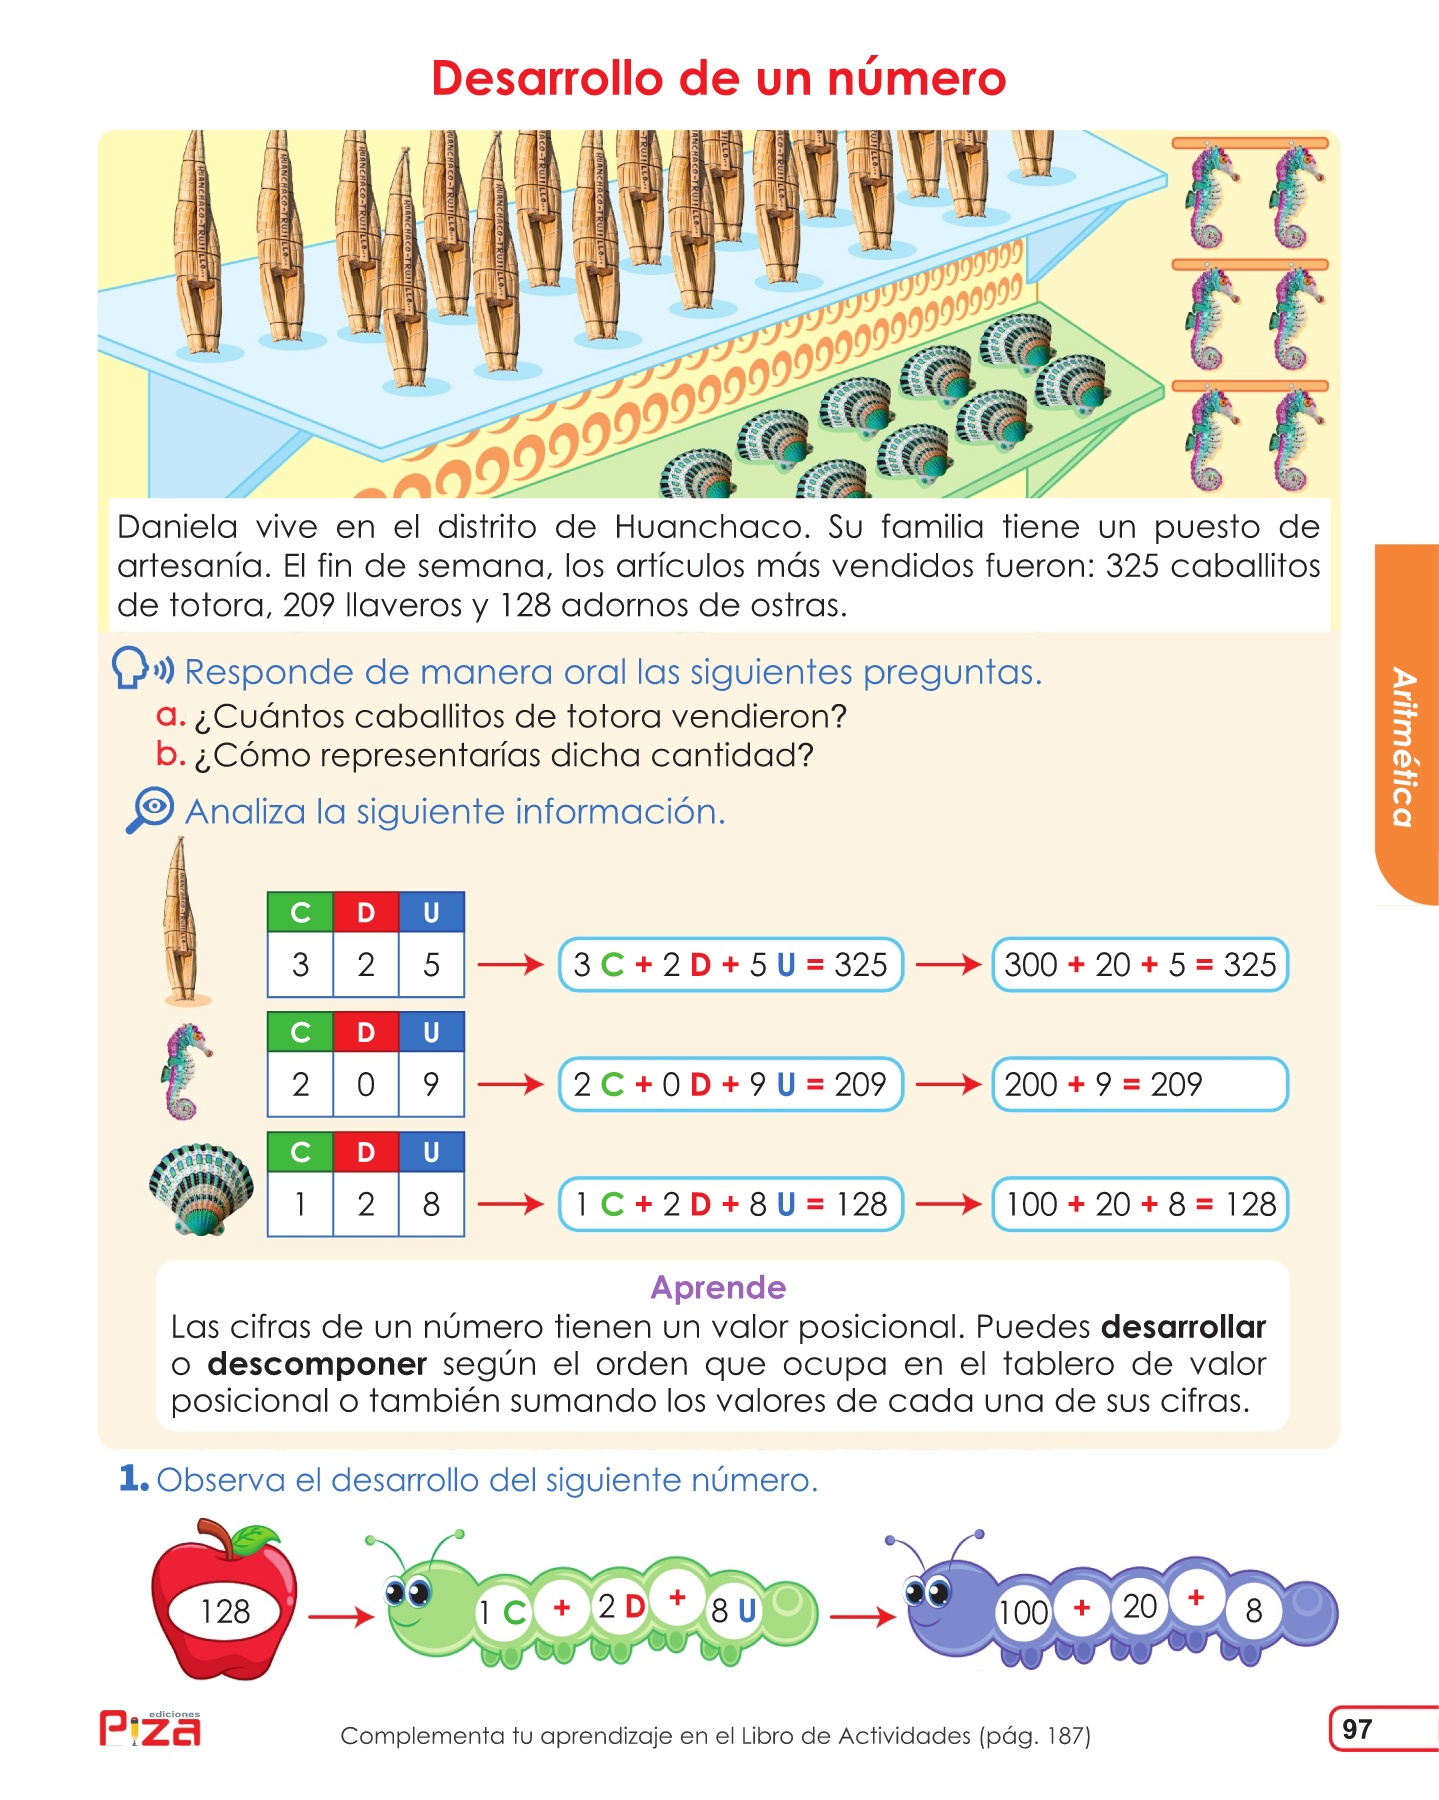 Desarrollo de un número
Daniela vive en el distrito de Huanchaco. Su familia tiene un puesto de
artesanía. El fin de semana, los artículos más vendidos fueron: 325 caballitos
de totora, 209 llaveros y 128 adornos de ostras.
Responde de manera oral las siguientes preguntas.
a. ¿Cuántos caballitos de totora vendieron?
b. ¿Cómo representarías dicha cantidad?
Aritmética
Analiza la siguiente información.
C D U
3 2 5
3 C + 2 D + 5 U = 325
300 + 20 + 5 = 325
C D U
2 0 9
2 C + 0 D + 9 U = 209
200 + 9 = 209
C D U
1 2 8
1 C + 2 D + 8 U = 128
100 + 20 + 8 = 128
Aprende
Las cifras de un número tienen un valor posicional. Puedes desarrollar
o descomponer según el orden que ocupa en el tablero de valor
posicional o también sumando los valores de cada una de sus cifras.
1. Observa el desarrollo del siguiente número.
128
1 C + 2 D + 8 U
100 + 20 + 8
ediciones
Piza
Complementa tu aprendizaje en el Libro de Actividades (pág. 187)
97